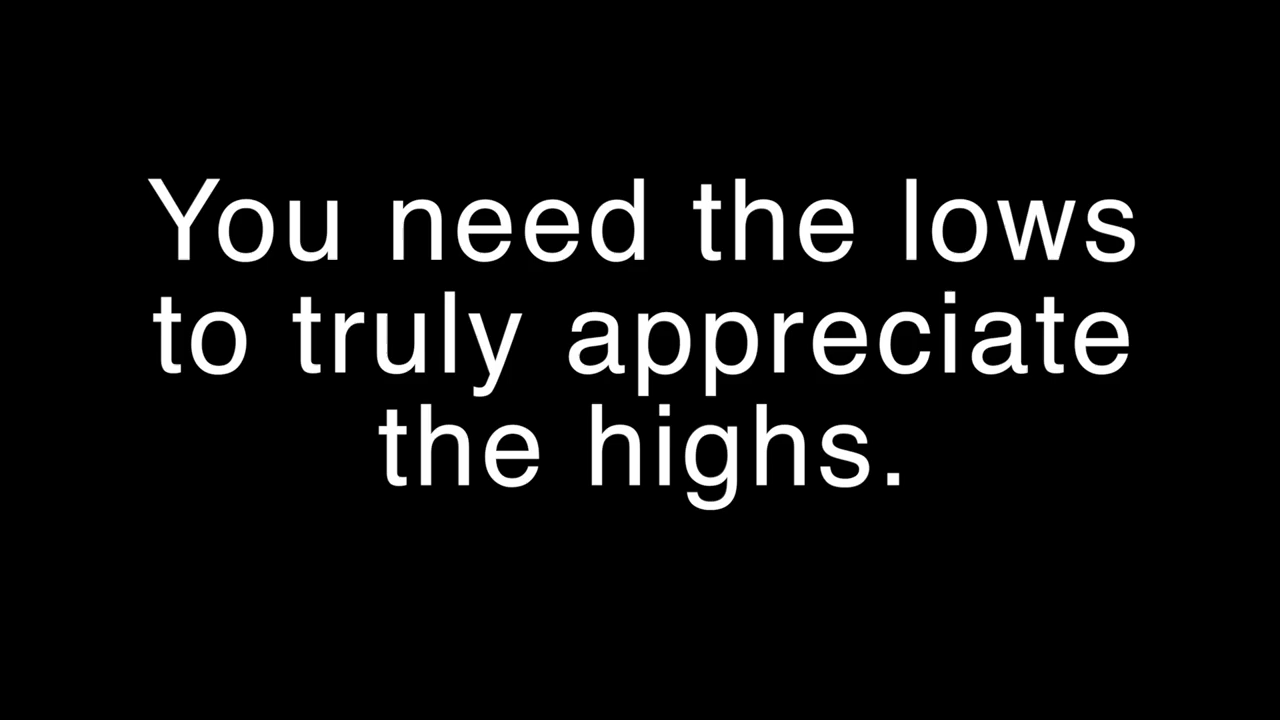 You need the lows
to truly appreciate
the highs.